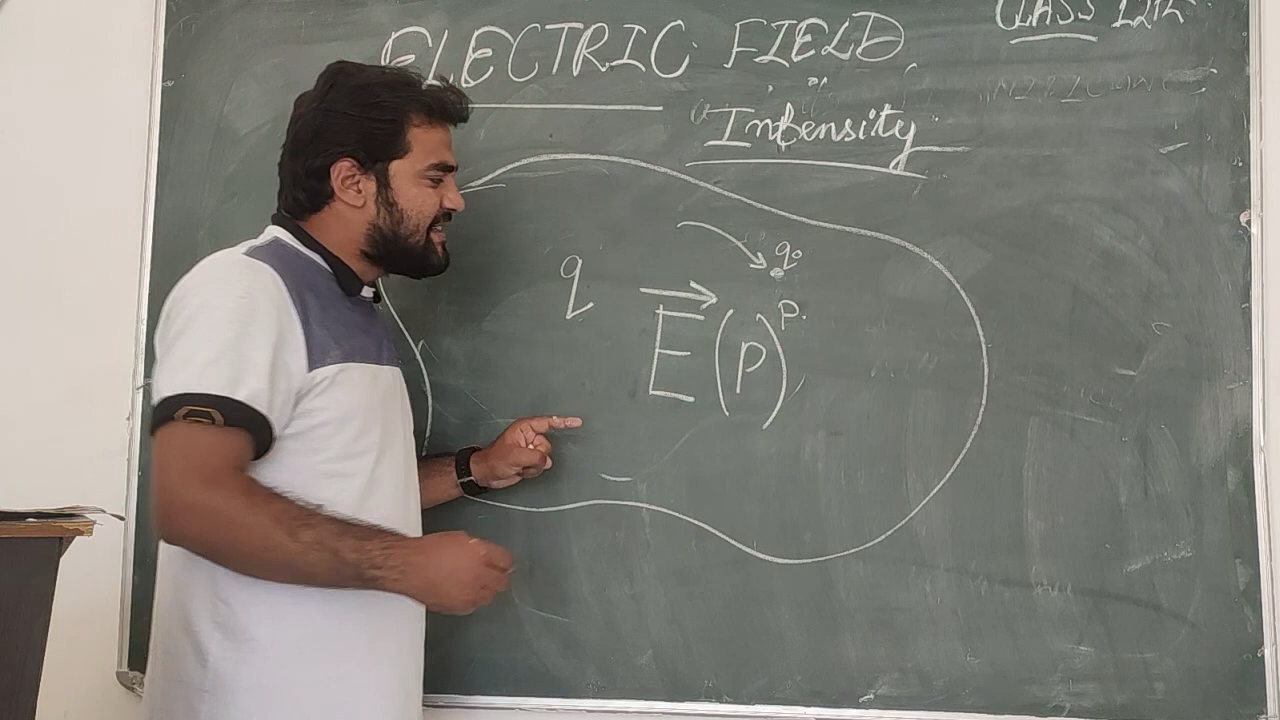 CLASS 12th
ELECTRIC FIELD
Intensity
q₀
q
P.
E⃗ (P)